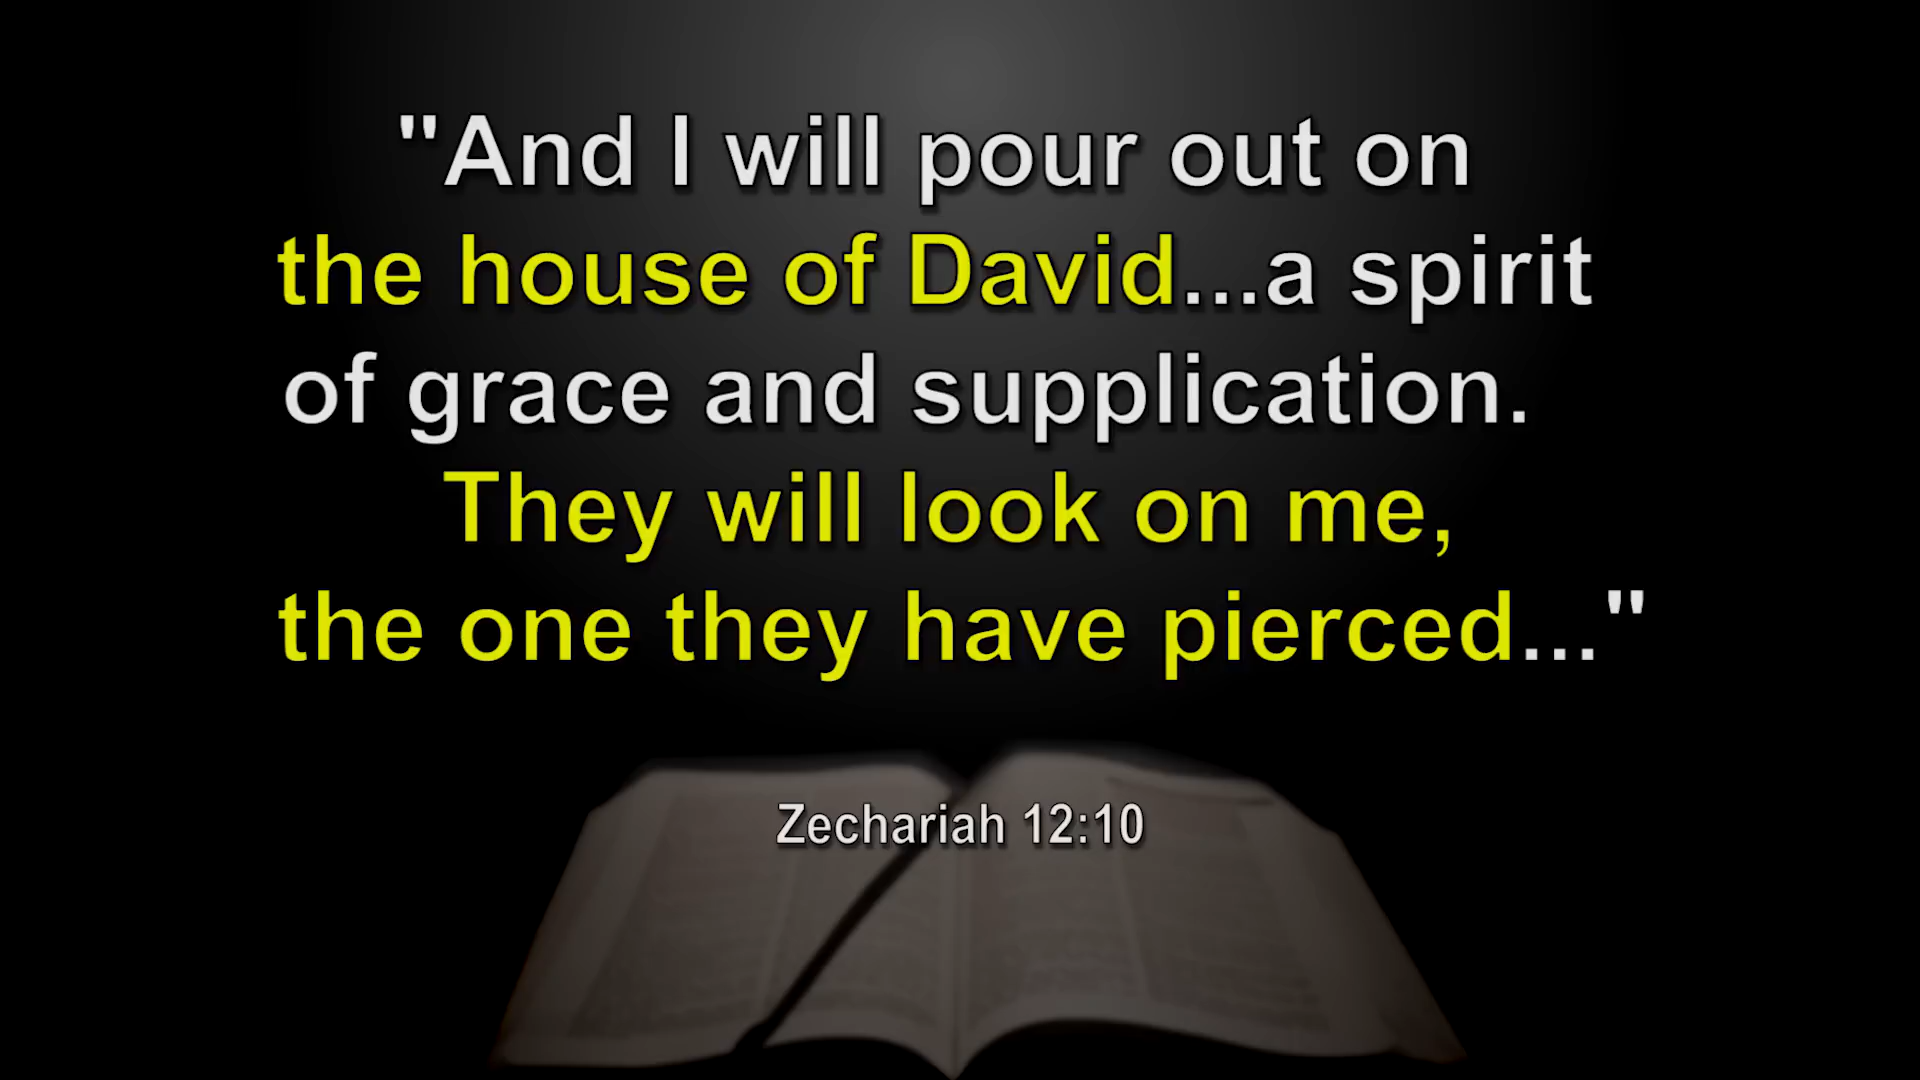 "And I will pour out on
the house of David...a spirit
of grace and supplication.
They will look on me,
the one they have pierced..."
Zechariah 12:10